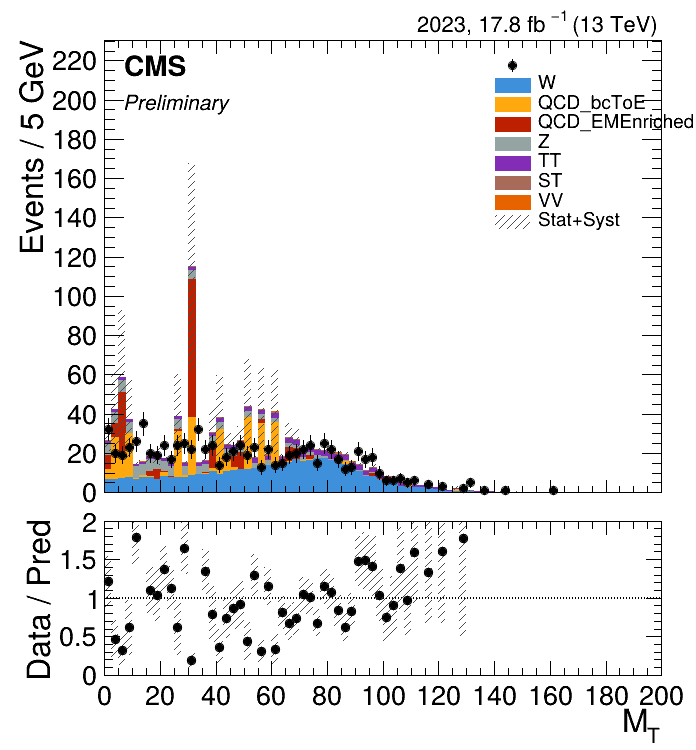 2023, 17.8 fb⁻¹ (13 TeV)
CMS
Preliminary
Events / 5 GeV
220
200
180
160
140
120
100
80
60
40
20
0
W
QCD_bcToE
QCD_EMEnriched
Z
TT
ST
VV
Stat+Syst
Data / Pred
2
1.5
1
0.5
0
0 20 40 60 80 100 120 140 160 180 200
M_T